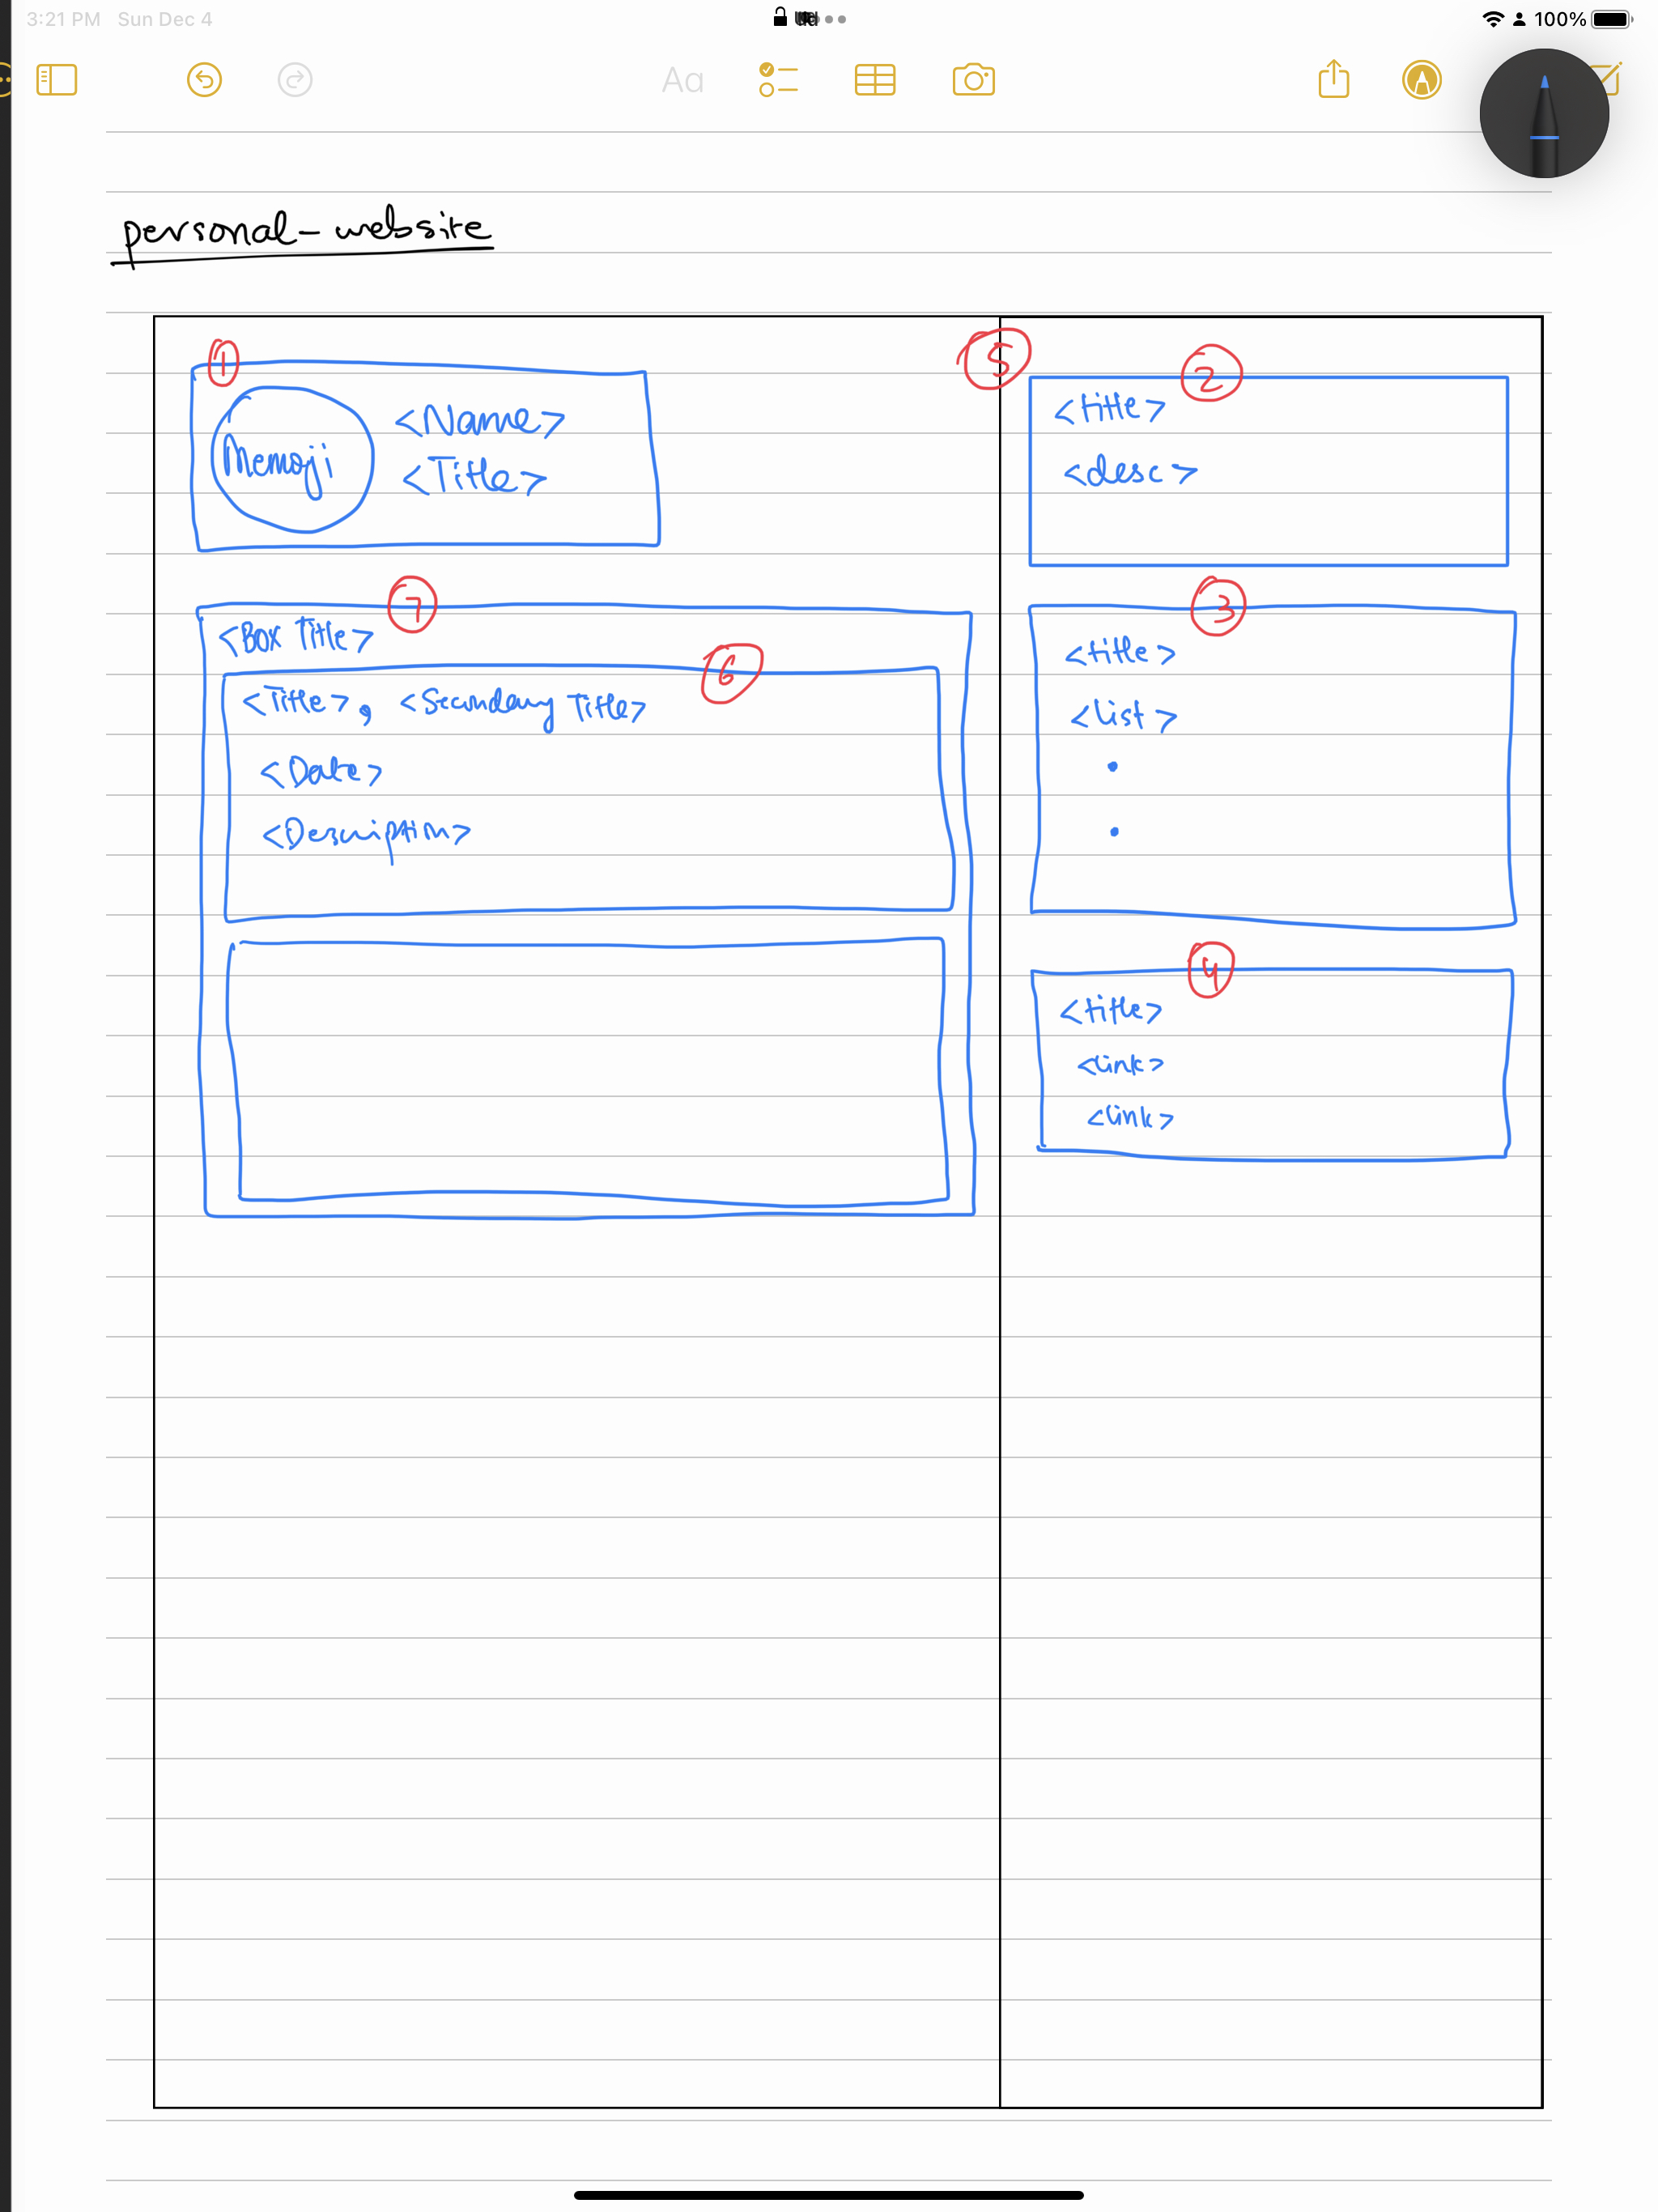 3:21 PM Sun Dec 4
100%
Aa
personal-website
1
Memoji
<Name>
<Title>
7
<Box Title>
6
<Title>, <Secondary Title>
<Date>
<Description>
5
2
<title>
<desc>
3
<title>
<list>
•
•
4
<title>
<link>
<link>